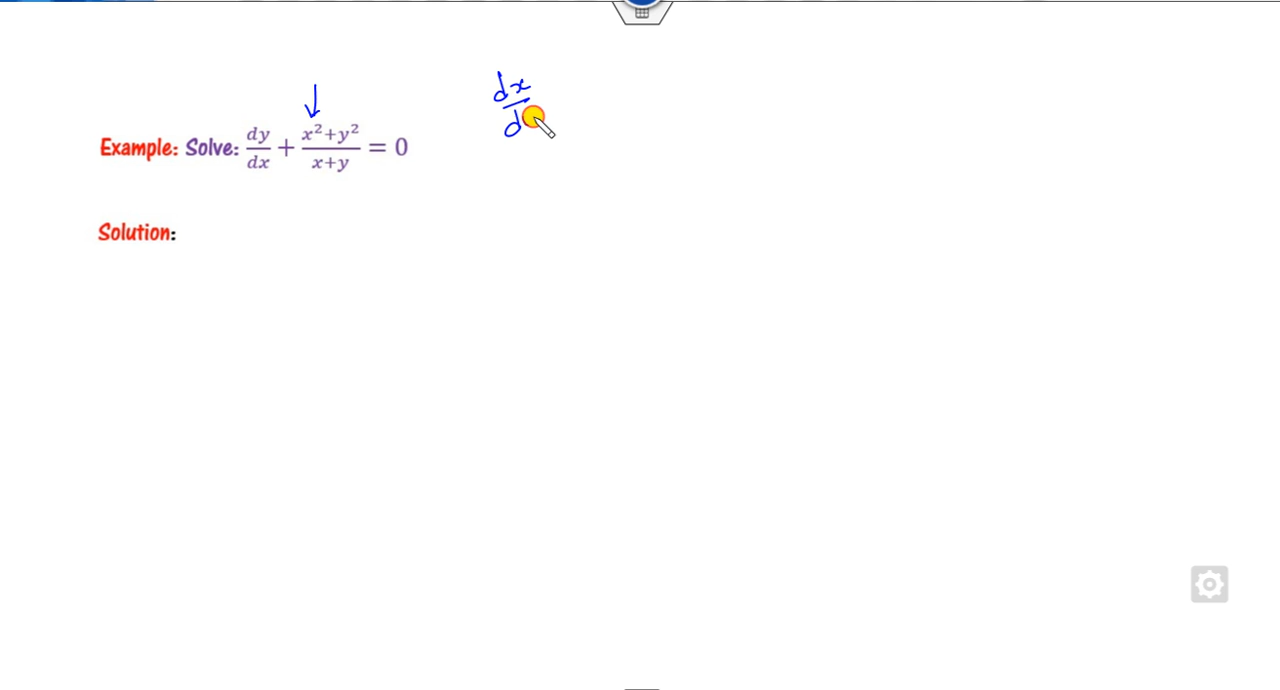 dx
d
Example: Solve: dy/dx + x²+y²/x+y = 0
Solution: